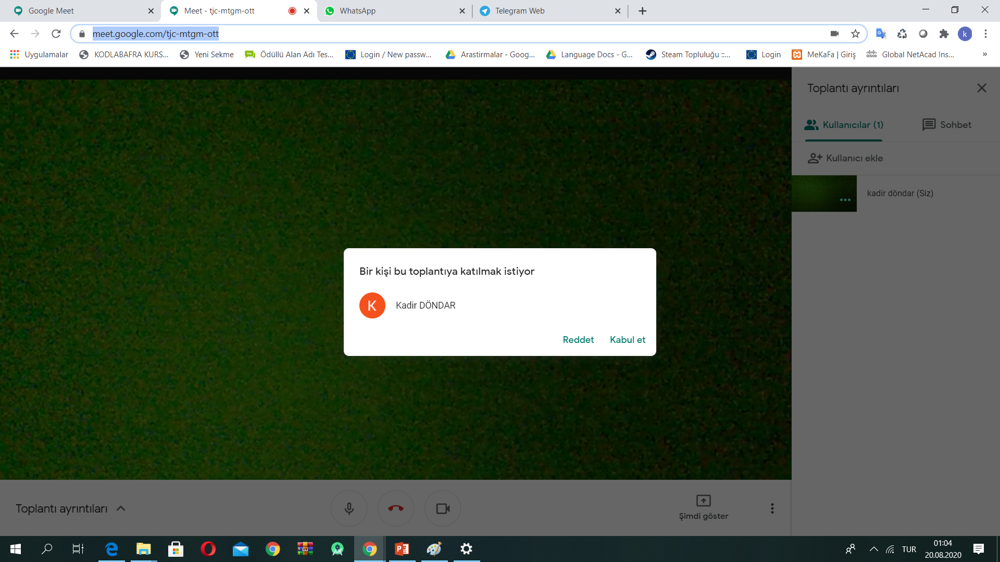 Google Meet
Meet - tjc-mtgm-ott
WhatsApp
Telegram Web
meet.google.com/tjc-mtgm-ott
k
Uygulamalar
KODLABAFRA KURS...
Yeni Sekme
Ödüllü Alan Adı Tes...
Login / New passw...
Arastirmalar - Goog...
Language Docs - G...
Steam Topluluğu ::...
Login
MeKaFa | Giriş
Global NetAcad Ins...
»
Toplantı ayrıntıları
Kullanıcılar (1)
Sohbet
Kullanıcı ekle
kadir döndar (Siz)
Bir kişi bu toplantıya katılmak istiyor
K
Kadir DÖNDAR
Reddet
Kabul et
Toplantı ayrıntıları
Şimdi göster
TUR
01:04
20.08.2020